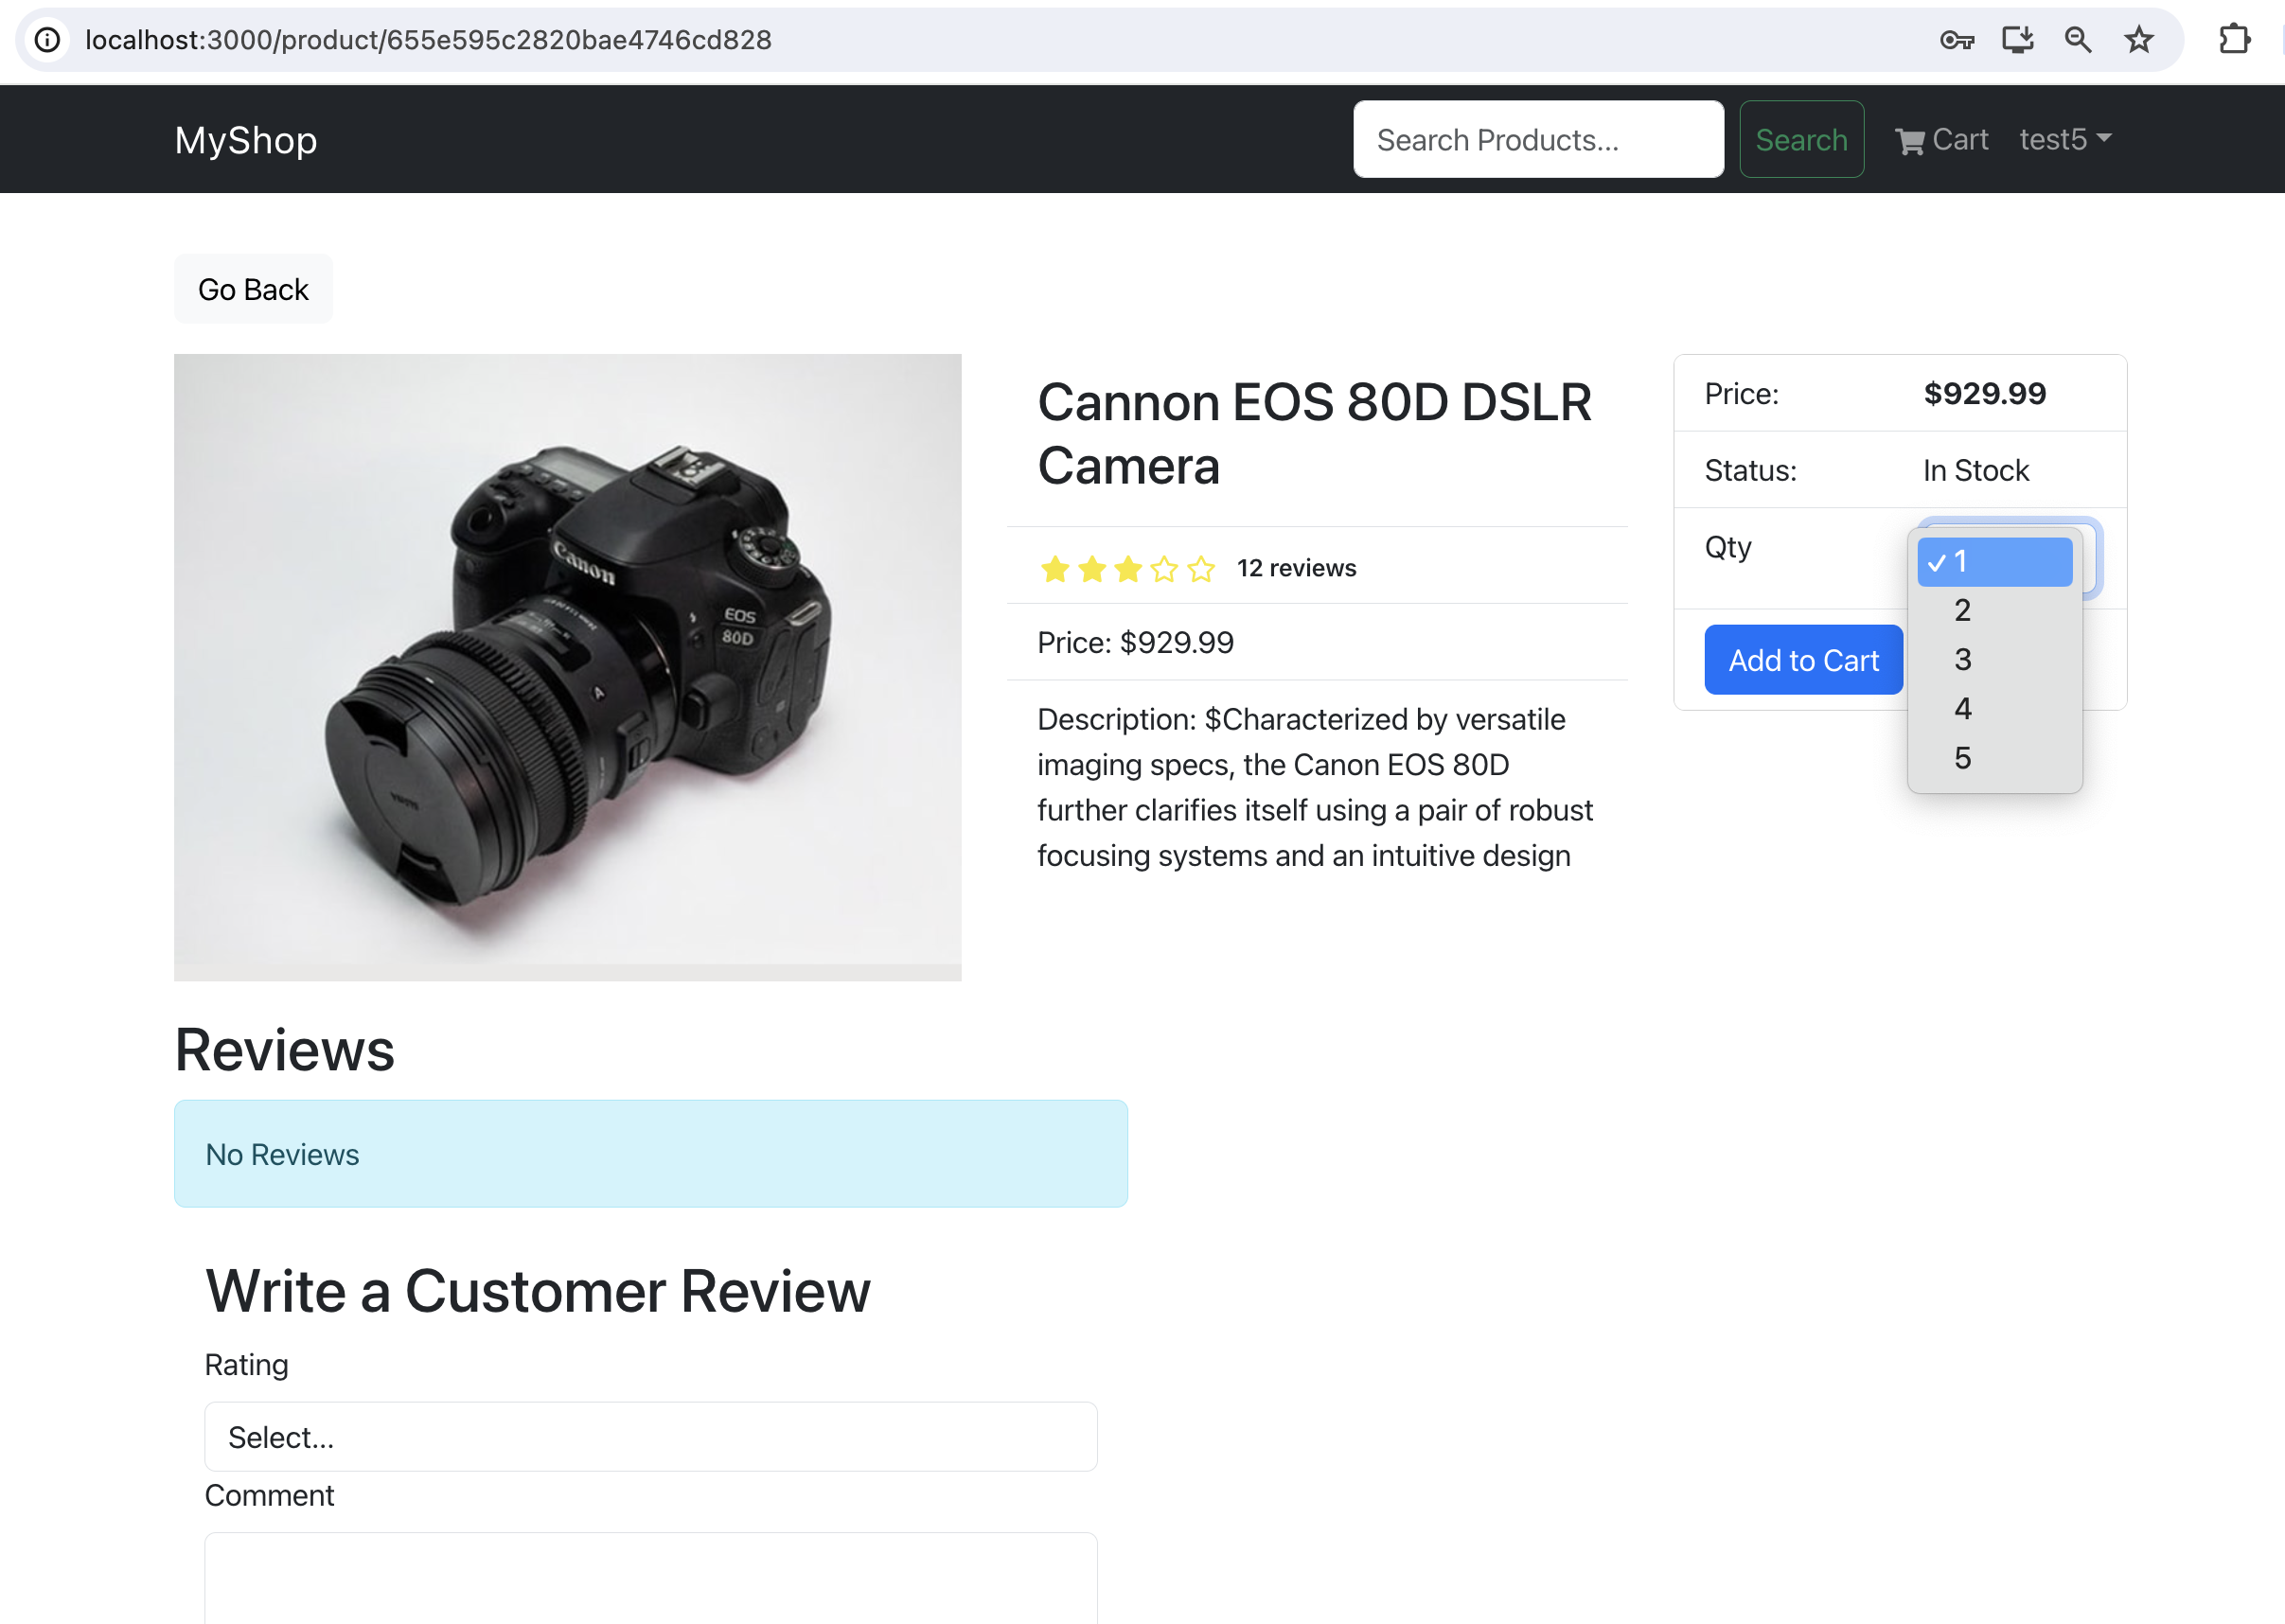 localhost:3000/product/655e595c2820bae4746cd828
MyShop
Search Products...
Search
Cart
test5
Go Back
Canon
EOS
80D
A
Cannon EOS 80D DSLR
Camera
12 reviews
Price: $929.99
Description: $Characterized by versatile
imaging specs, the Canon EOS 80D
further clarifies itself using a pair of robust
focusing systems and an intuitive design
Price: $929.99
Status: In Stock
Qty
1
2
3
4
5
Add to Cart
Reviews
No Reviews
Write a Customer Review
Rating
Select...
Comment